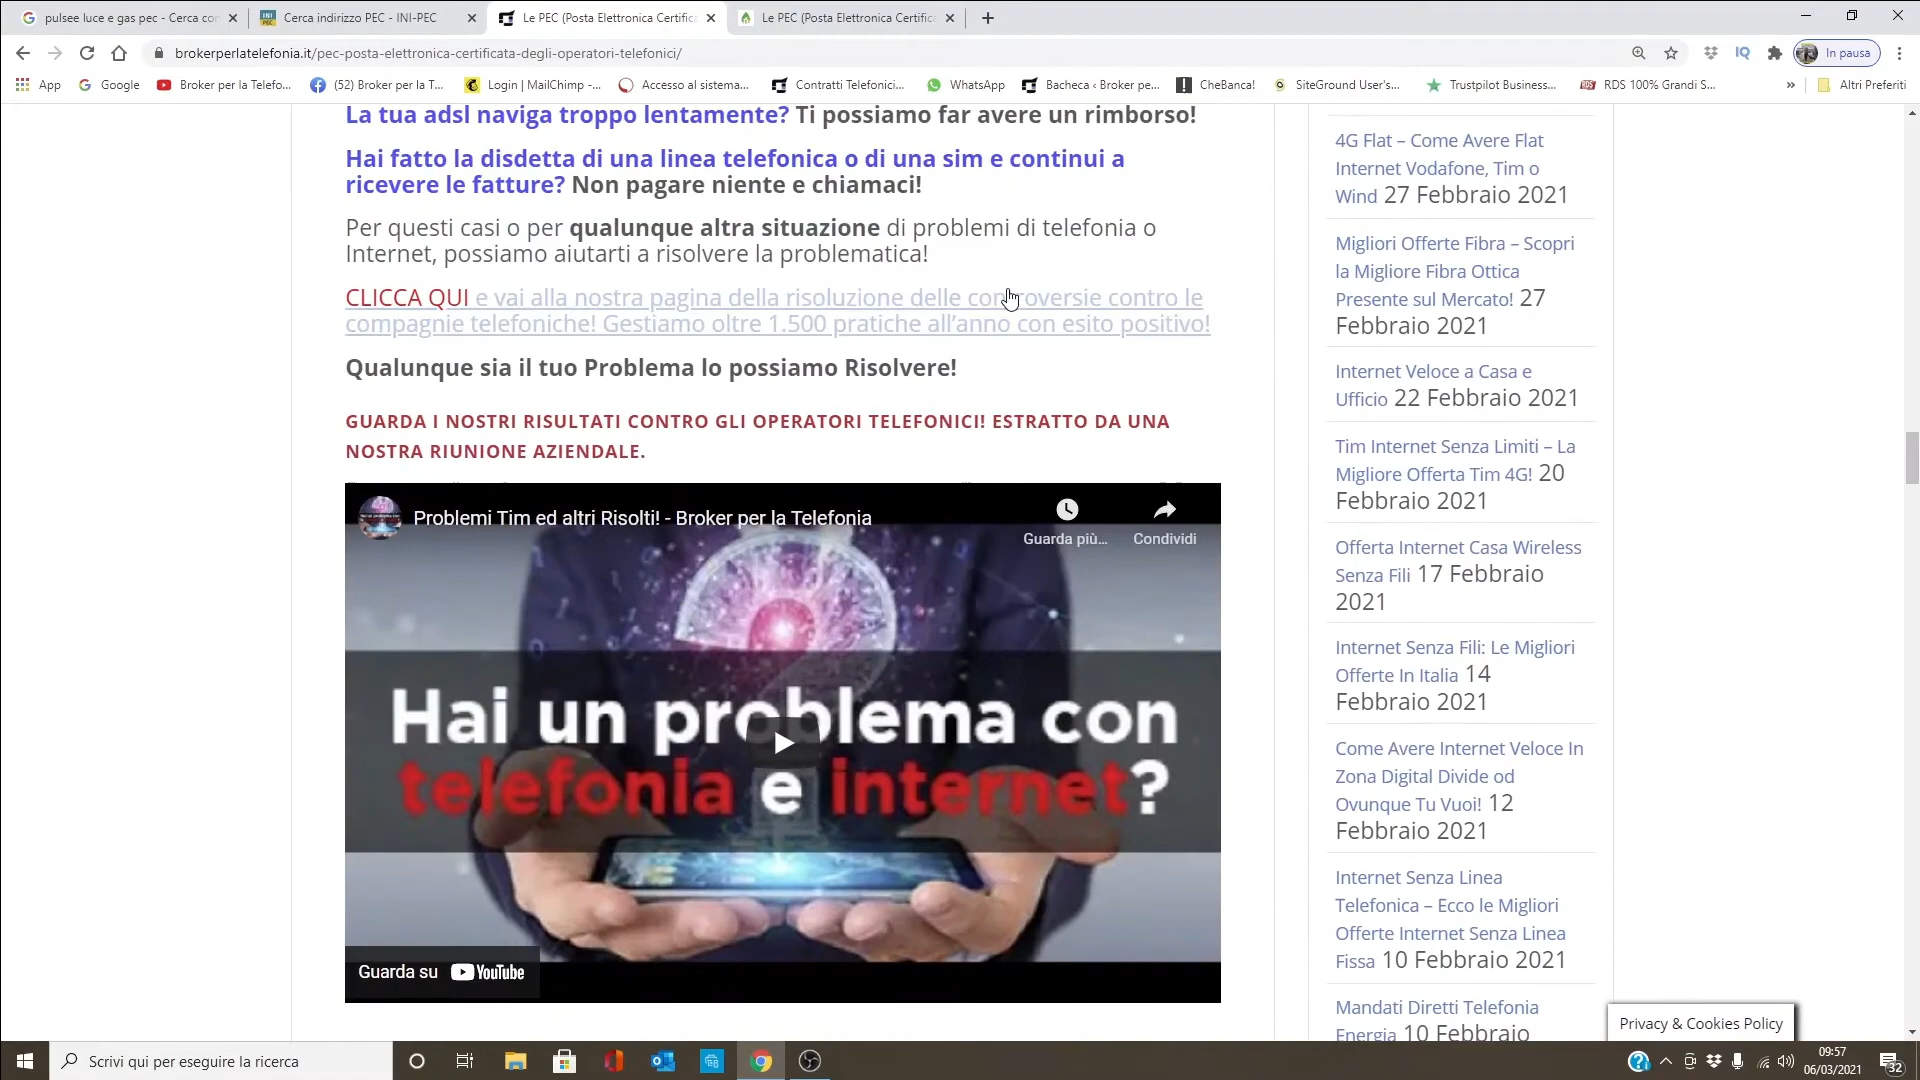 pulsee luce e gas pec - Cerca con
Cerca indirizzo PEC - INI-PEC
Le PEC (Posta Elettronica Certific
Le PEC (Posta Elettronica Certifica
brokerperlatelefonia.it/pec-posta-elettronica-certificata-degli-operatori-telefonici/
In pausa
App
Google
Broker per la Telefo...
(52) Broker per la T...
Login | MailChimp -...
Accesso al sistema...
Contratti Telefonici...
WhatsApp
Bacheca ‹ Broker pe...
CheBanca!
SiteGround User's...
Trustpilot Business...
RDS 100% Grandi S...
»
Altri Preferiti
La tua adsl naviga troppo lentamente? Ti possiamo far avere un rimborso!
Hai fatto la disdetta di una linea telefonica o di una sim e continui a
ricevere le fatture? Non pagare niente e chiamaci!
Per questi casi o per qualunque altra situazione di problemi di telefonia o
Internet, possiamo aiutarti a risolvere la problematica!
CLICCA QUI e vai alla nostra pagina della risoluzione delle controversie contro le
compagnie telefoniche! Gestiamo oltre 1.500 pratiche all'anno con esito positivo!
Qualunque sia il tuo Problema lo possiamo Risolvere!
GUARDA I NOSTRI RISULTATI CONTRO GLI OPERATORI TELEFONICI! ESTRATTO DA UNA
NOSTRA RIUNIONE AZIENDALE.
Problemi Tim ed altri Risolti! - Broker per la Telefonia
Guarda più...
Condividi
Hai un problema con
telefonia e internet?
Guarda su YouTube
4G Flat – Come Avere Flat
Internet Vodafone, Tim o
Wind 27 Febbraio 2021
Migliori Offerte Fibra – Scopri
la Migliore Fibra Ottica
Presente sul Mercato! 27
Febbraio 2021
Internet Veloce a Casa e
Ufficio 22 Febbraio 2021
Tim Internet Senza Limiti – La
Migliore Offerta Tim 4G! 20
Febbraio 2021
Offerta Internet Casa Wireless
Senza Fili 17 Febbraio
2021
Internet Senza Fili: Le Migliori
Offerte In Italia 14
Febbraio 2021
Come Avere Internet Veloce In
Zona Digital Divide od
Ovunque Tu Vuoi! 12
Febbraio 2021
Internet Senza Linea
Telefonica – Ecco le Migliori
Offerte Internet Senza Linea
Fissa 10 Febbraio 2021
Mandati Diretti Telefonia
Energia 10 Febbraio
Privacy & Cookies Policy
Scrivi qui per eseguire la ricerca
09:57
06/03/2021
32